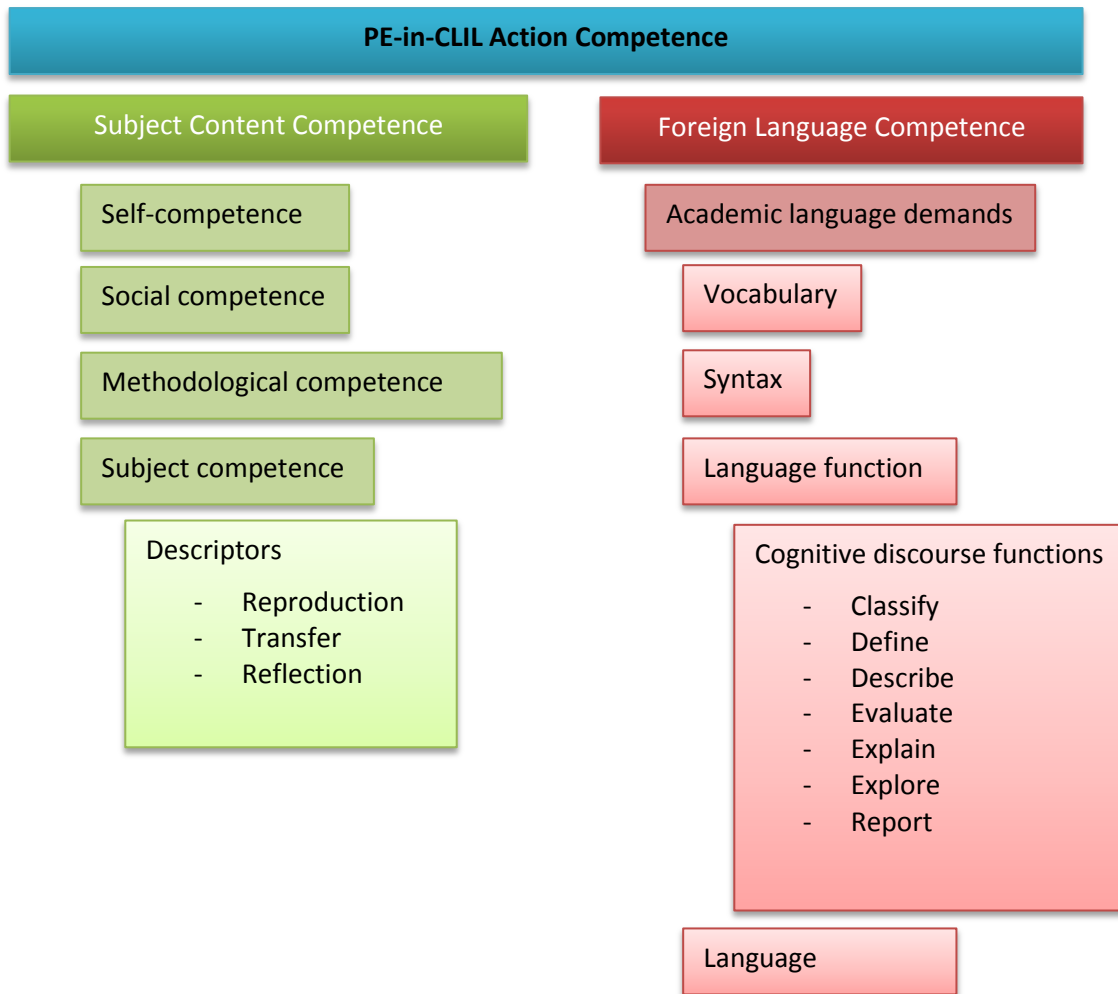 PE-in-CLIL Action Competence
Subject Content Competence
Self-competence
Social competence
Methodological competence
Subject competence
Descriptors
- Reproduction
- Transfer
- Reflection
Foreign Language Competence
Academic language demands
Vocabulary
Syntax
Language function
Cognitive discourse functions
- Classify
- Define
- Describe
- Evaluate
- Explain
- Explore
- Report
Language